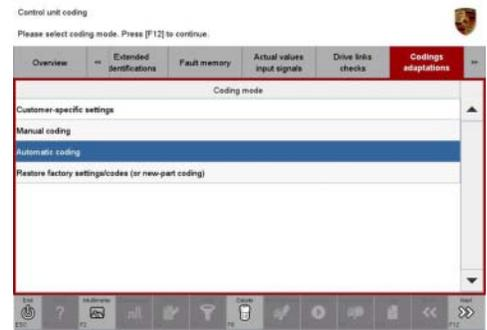 Control unit coding
Please select coding mode. Press [F12] to continue.
Overview
Extended
identifications
Fault memory
Actual values
input signals
Drive links
checks
Codings
adaptations
Coding mode
Customer-specific settings
Manual coding
Automatic coding
Restore factory settings/codes (or new-part coding)
End
Multimeter
Delete
Next
ESC
F2
F8
F12